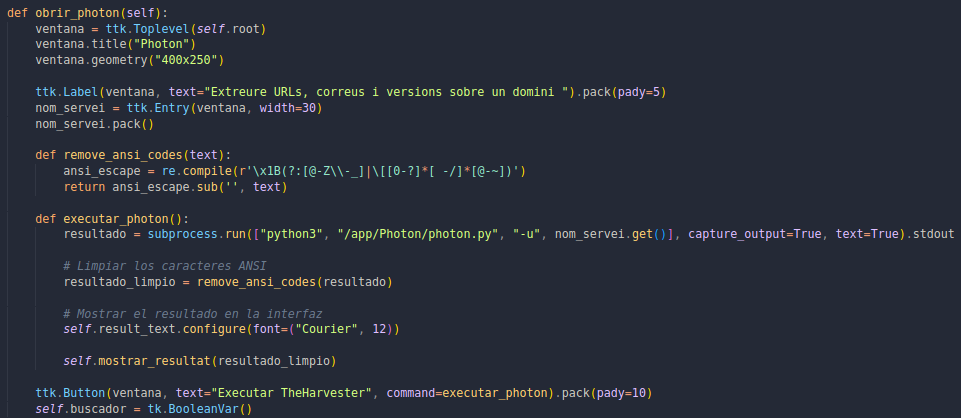 def obrir_photon(self):
    ventana = ttk.Toplevel(self.root)
    ventana.title("Photon")
    ventana.geometry("400x250")

    ttk.Label(ventana, text="Extreure URLs, correus i versions sobre un domini ").pack(pady=5)
    nom_servei = ttk.Entry(ventana, width=30)
    nom_servei.pack()

    def remove_ansi_codes(text):
        ansi_escape = re.compile(r'\x1B(?:[@-Z\\-_]|\[[0-?]*[ -/]*[@-~])')
        return ansi_escape.sub('', text)

    def executar_photon():
        resultado = subprocess.run(["python3", "/app/Photon/photon.py", "-u", nom_servei.get()], capture_output=True, text=True).stdout

        # Limpiar los caracteres ANSI
        resultado_limpio = remove_ansi_codes(resultado)

        # Mostrar el resultado en la interfaz
        self.result_text.configure(font=("Courier", 12))

        self.mostrar_resultat(resultado_limpio)

    ttk.Button(ventana, text="Executar TheHarvester", command=executar_photon).pack(pady=10)
    self.buscador = tk.BooleanVar()